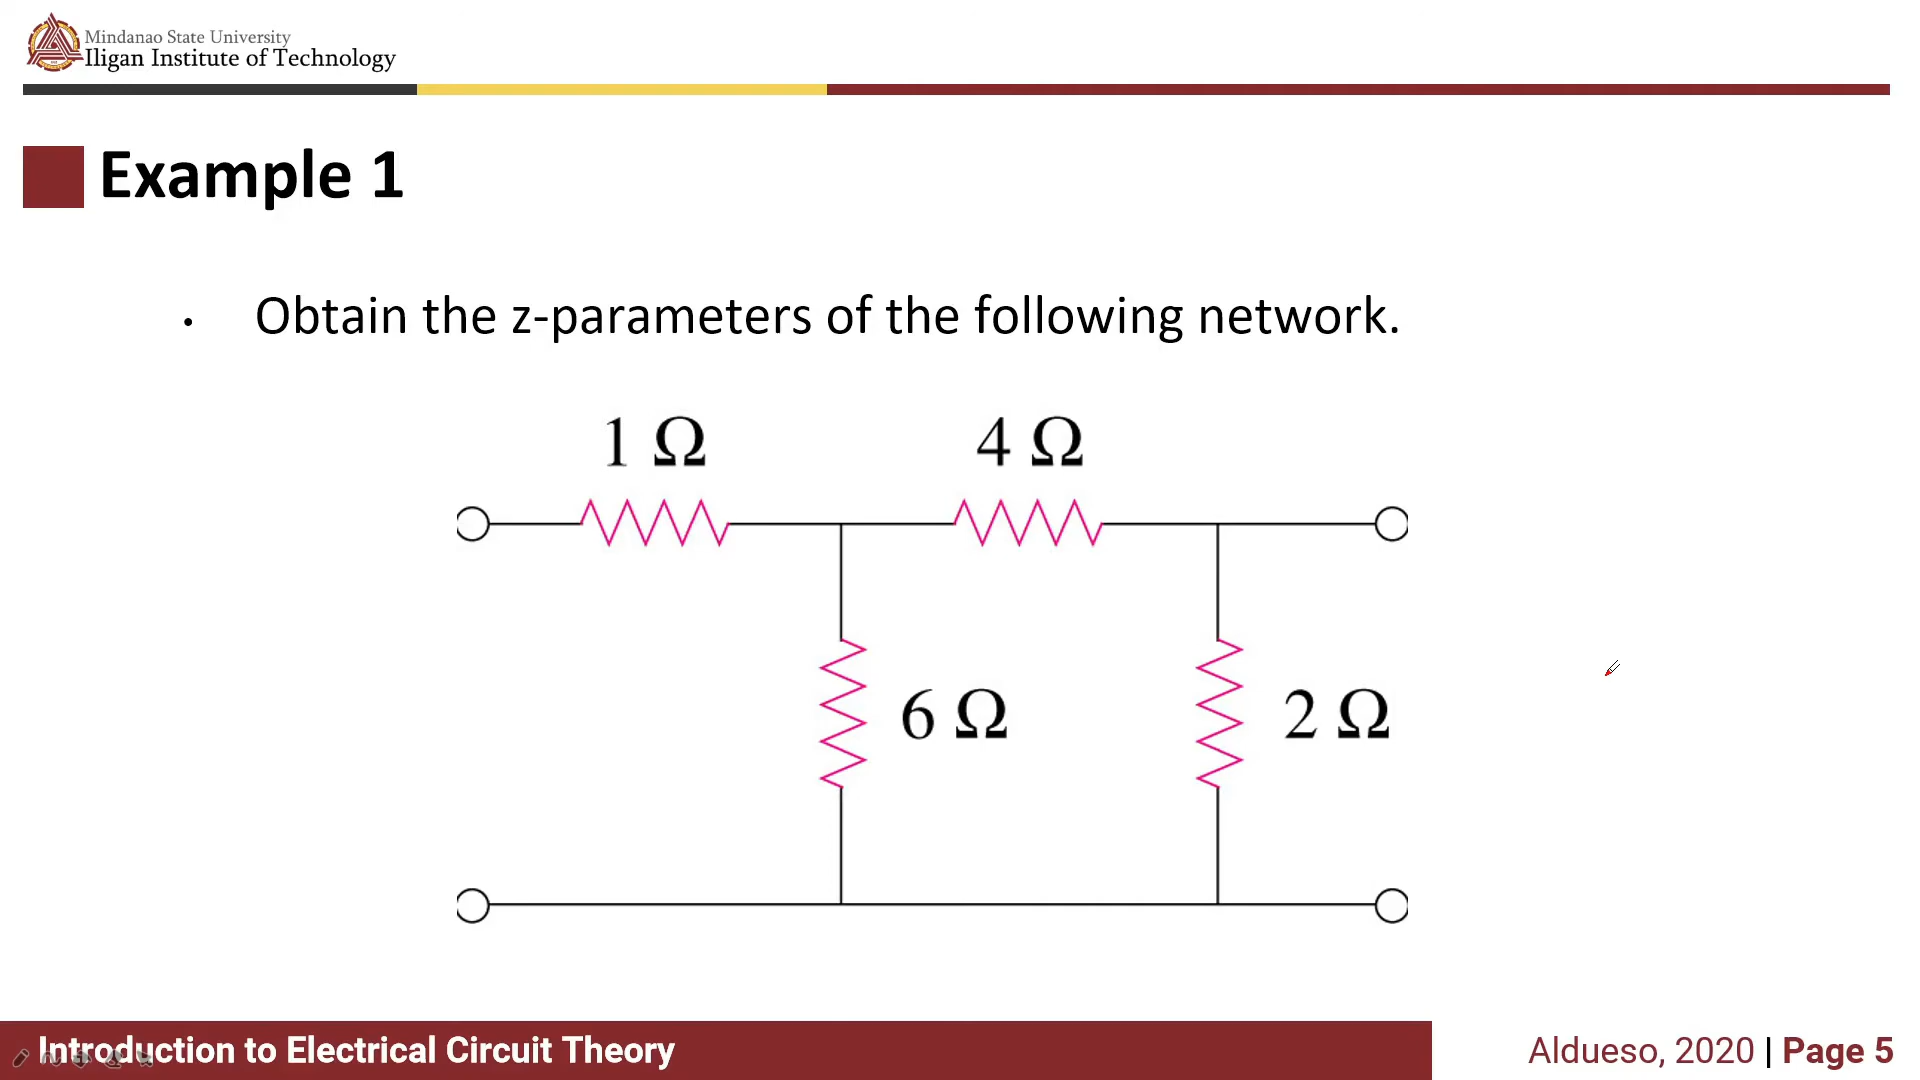 Mindanao State University
Iligan Institute of Technology
Example 1
• Obtain the z-parameters of the following network.
1 Ω
4 Ω
6 Ω
2 Ω
Introduction to Electrical Circuit Theory
Aldueso, 2020 | Page 5